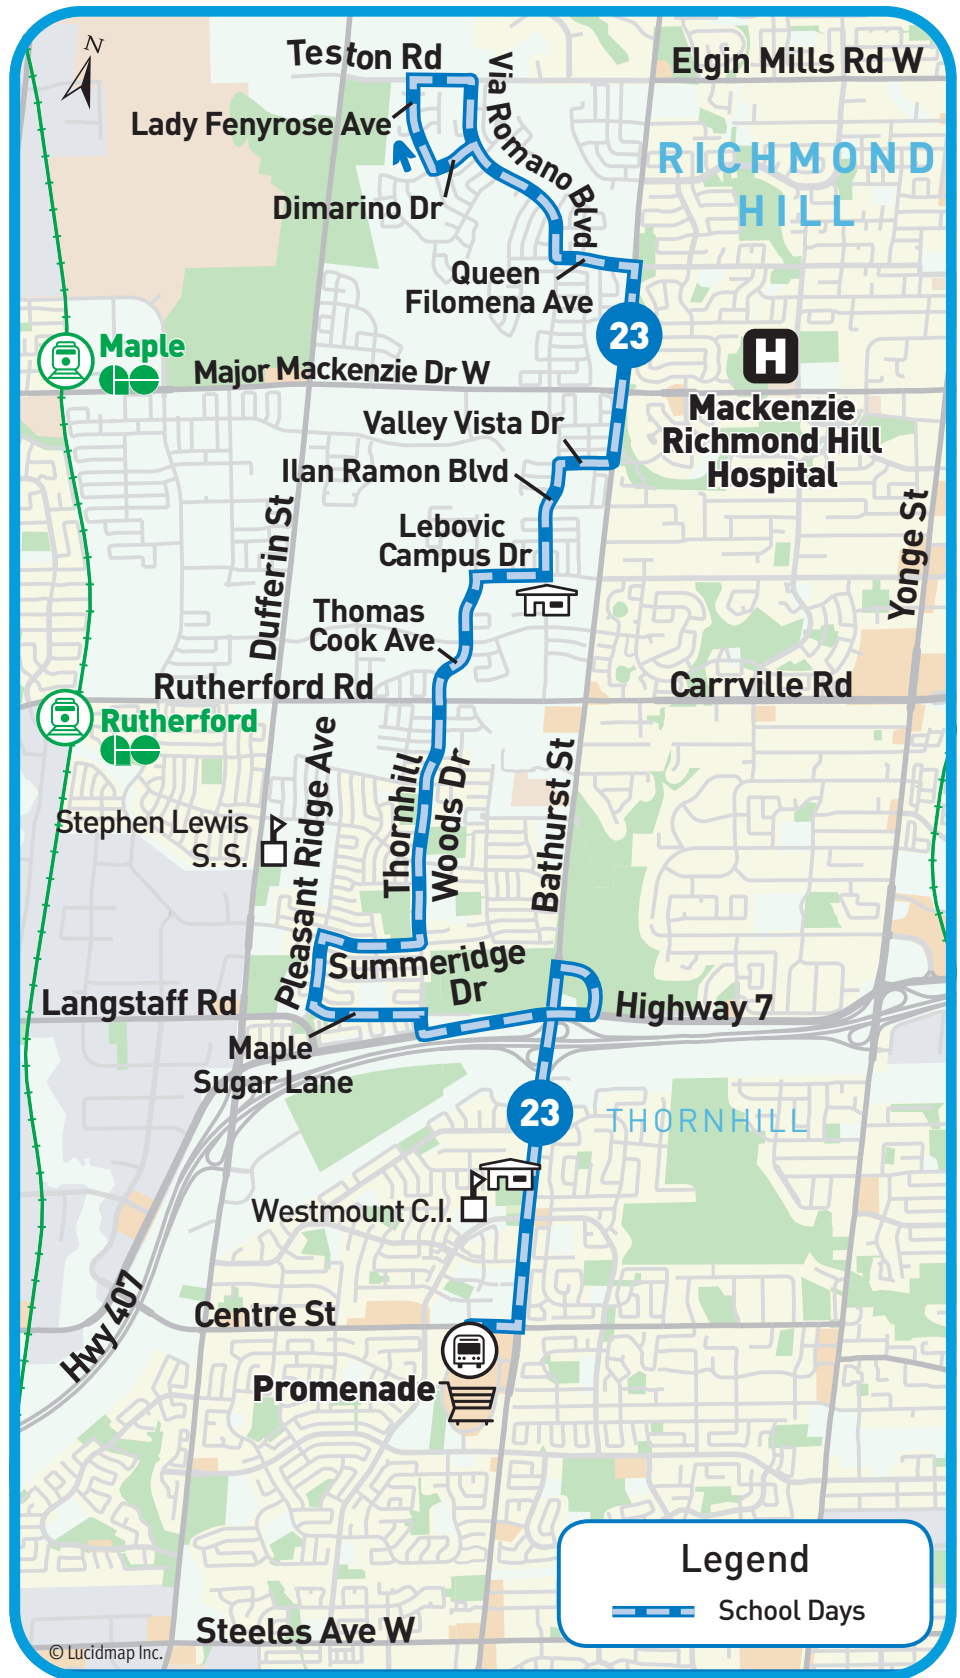 N
Teston Rd
Elgin Mills Rd W
Via Romano Blvd
Lady Fenyrose Ave
RICHMOND
HILL
Dimarino Dr
Queen
Filomena Ave
23
Maple
Major Mackenzie Dr W
H
Mackenzie
Richmond Hill
Hospital
Valley Vista Dr
Ilan Ramon Blvd
Dufferin St
Yonge St
Lebovic
Campus Dr
Thomas
Cook Ave
Rutherford Rd
Carrville Rd
Rutherford
Pleasant Ridge Ave
Thornhill
Woods Dr
Bathurst St
Stephen Lewis
S. S.
Summeridge
Dr
Langstaff Rd
Highway 7
Maple
Sugar Lane
23
THORNHILL
Westmount C.I.
Hwy 407
Centre St
Promenade
Legend
School Days
Steeles Ave W
© Lucidmap Inc.